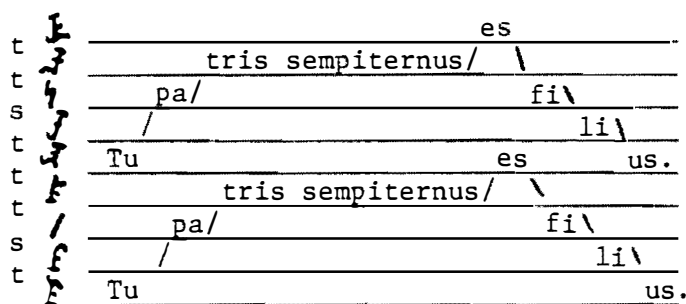 es
t
tris sempiternus/ \
t
pa/ fi\
s
/ li\
t
Tu es us.
t
tris sempiternus/ \
t
pa/ fi\
s
/ li\
t
Tu us.